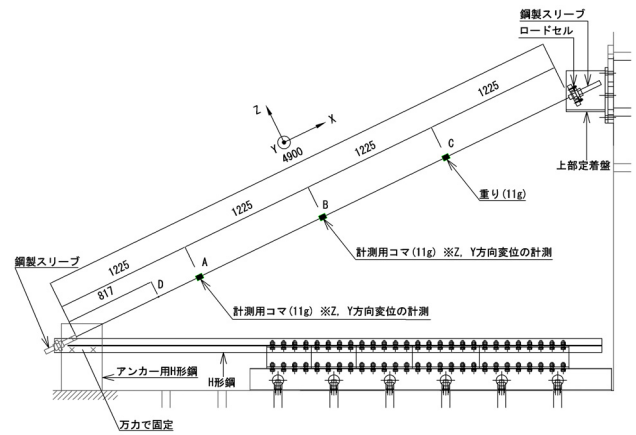 鋼製スリーブ
ロードセル
1225
Z
X
Y
4900
1225
C
上部定着盤
重り(11g)
1225
B
計測用コマ(11g) ※Z, Y方向変位の計測
鋼製スリーブ
1225
A
817
D
計測用コマ(11g) ※Z, Y方向変位の計測
アンカー用H形鋼
H形鋼
万力で固定